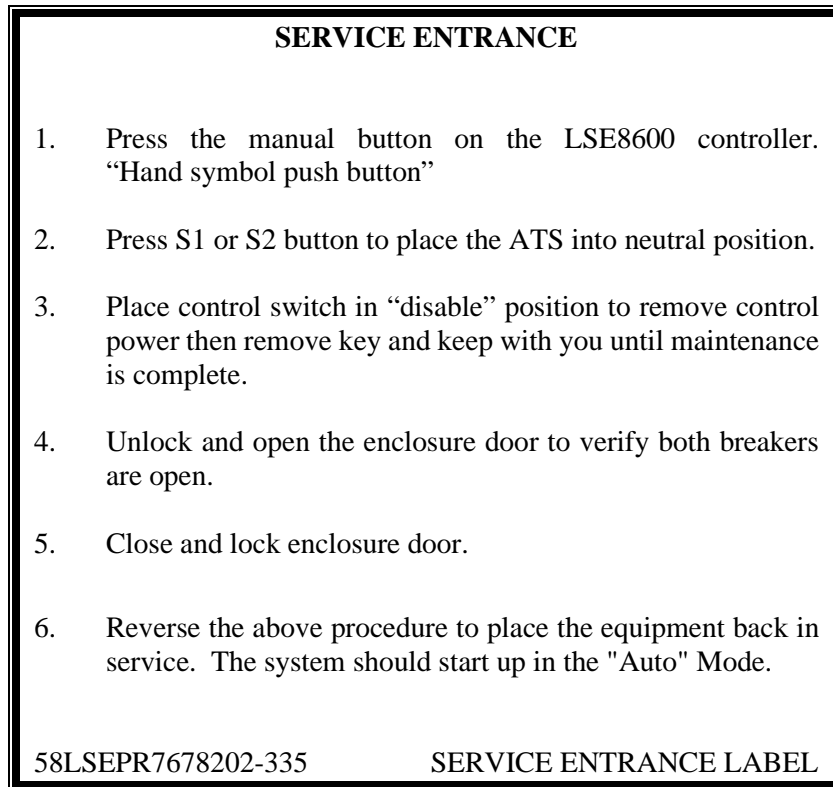 SERVICE ENTRANCE
1. Press the manual button on the LSE8600 controller.
“Hand symbol push button”
2. Press S1 or S2 button to place the ATS into neutral position.
3. Place control switch in “disable” position to remove control
power then remove key and keep with you until maintenance
is complete.
4. Unlock and open the enclosure door to verify both breakers
are open.
5. Close and lock enclosure door.
6. Reverse the above procedure to place the equipment back in
service. The system should start up in the "Auto" Mode.
58LSEPR7678202-335 SERVICE ENTRANCE LABEL